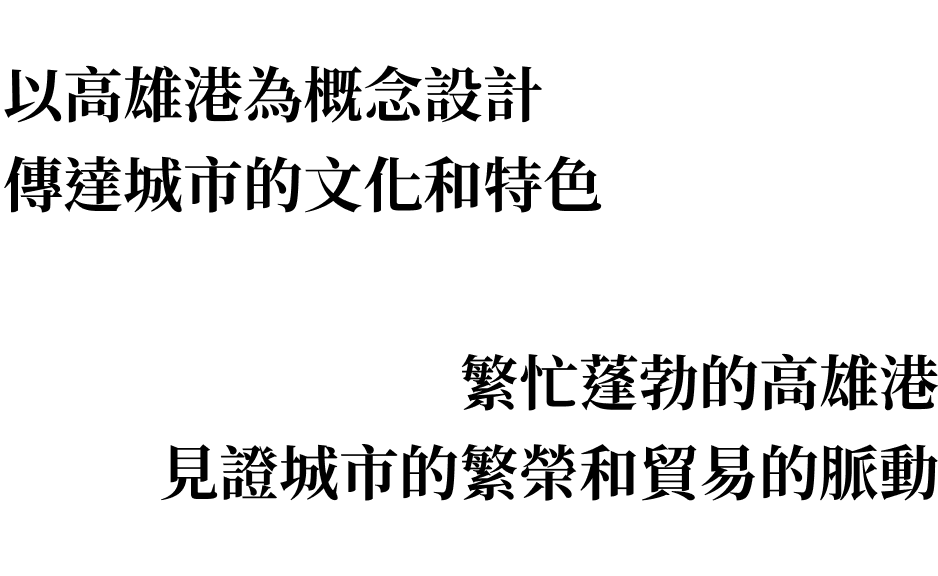 以高雄港為概念設計
傳達城市的文化和特色
繁忙蓬勃的高雄港
見證城市的繁榮和貿易的脈動